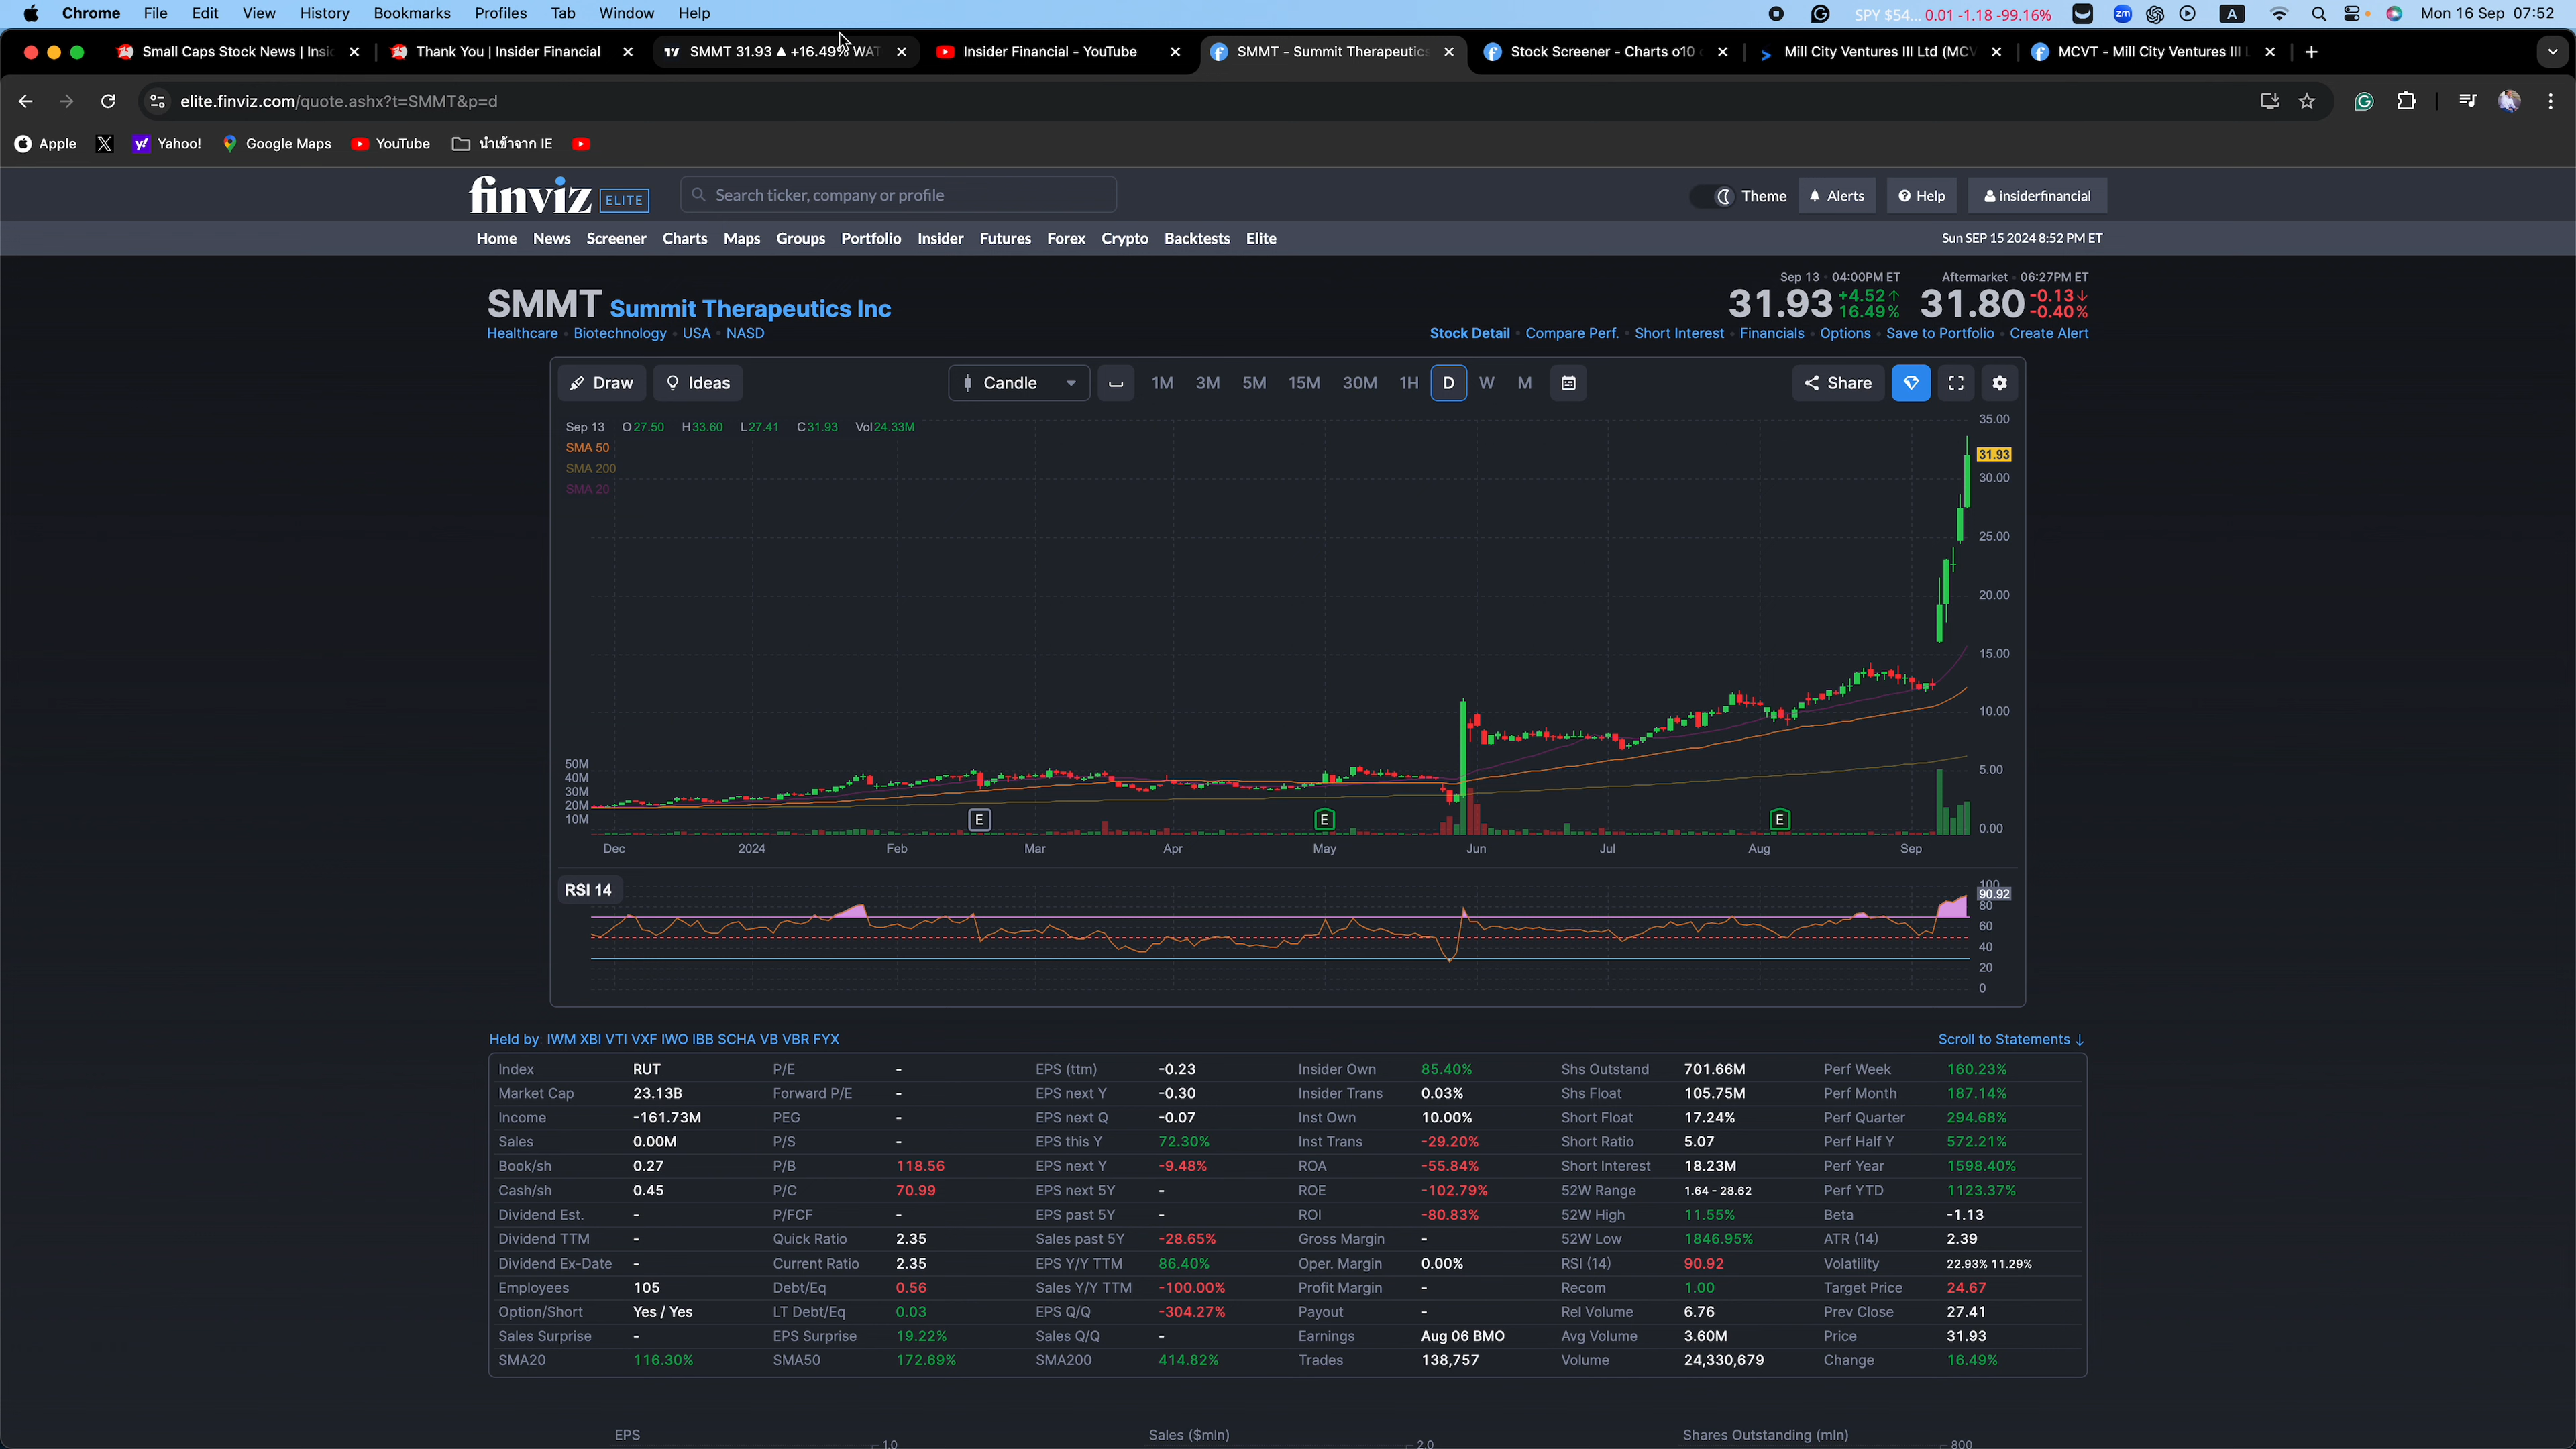 Chrome File Edit View History Bookmarks Profiles Tab Window Help SPY $54... 0.01 -1.18 -99.16% zm A Mon 16 Sep 07:52
Small Caps Stock News | Insi Thank You | Insider Financial SMMT 31.93 ▲ +16.49% WAT Insider Financial - YouTube SMMT - Summit Therapeutics Stock Screener - Charts o10 Mill City Ventures III Ltd (MCV MCVT - Mill City Ventures III L
elite.finviz.com/quote.ashx?t=SMMT&p=d
Apple Yahoo! Google Maps YouTube นำเข้าจาก IE
finviz ELITE Search ticker, company or profile Theme Alerts Help insiderfinancial
Home News Screener Charts Maps Groups Portfolio Insider Futures Forex Crypto Backtests Elite Sun SEP 15 2024 8:52 PM ET
Sep 13 • 04:00PM ET Aftermarket • 06:27PM ET
SMMT Summit Therapeutics Inc 31.93 +4.52↑ 16.49% 31.80 -0.13↓ -0.40%
Healthcare • Biotechnology • USA • NASD Stock Detail • Compare Perf. • Short Interest • Financials • Options • Save to Portfolio • Create Alert
Draw Ideas Candle 1M 3M 5M 15M 30M 1H D W M Share
Sep 13 O27.50 H33.60 L27.41 C31.93 Vol24.33M
SMA 50
SMA 200
SMA 20
35.00
31.93
30.00
25.00
20.00
15.00
10.00
5.00
0.00
50M
40M
30M
20M
10M
E E E
Dec 2024 Feb Mar Apr May Jun Jul Aug Sep
RSI 14
100
90.92
80
60
40
20
0
Held by IWM XBI VTI VXF IWO IBB SCHA VB VBR FYX Scroll to Statements ↓
Index RUT P/E - EPS (ttm) -0.23 Insider Own 85.40% Shs Outstand 701.66M Perf Week 160.23%
Market Cap 23.13B Forward P/E - EPS next Y -0.30 Insider Trans 0.03% Shs Float 105.75M Perf Month 187.14%
Income -161.73M PEG - EPS next Q -0.07 Inst Own 10.00% Short Float 17.24% Perf Quarter 294.68%
Sales 0.00M P/S - EPS this Y 72.30% Inst Trans -29.20% Short Ratio 5.07 Perf Half Y 572.21%
Book/sh 0.27 P/B 118.56 EPS next Y -9.48% ROA -55.84% Short Interest 18.23M Perf Year 1598.40%
Cash/sh 0.45 P/C 70.99 EPS next 5Y - ROE -102.79% 52W Range 1.64 - 28.62 Perf YTD 1123.37%
Dividend Est. - P/FCF - EPS past 5Y - ROI -80.83% 52W High 11.55% Beta -1.13
Dividend TTM - Quick Ratio 2.35 Sales past 5Y -28.65% Gross Margin - 52W Low 1846.95% ATR (14) 2.39
Dividend Ex-Date - Current Ratio 2.35 EPS Y/Y TTM 86.40% Oper. Margin 0.00% RSI (14) 90.92 Volatility 22.93% 11.29%
Employees 105 Debt/Eq 0.56 Sales Y/Y TTM -100.00% Profit Margin - Recom 1.00 Target Price 24.67
Option/Short Yes / Yes LT Debt/Eq 0.03 EPS Q/Q -304.27% Payout - Rel Volume 6.76 Prev Close 27.41
Sales Surprise - EPS Surprise 19.22% Sales Q/Q - Earnings Aug 06 BMO Avg Volume 3.60M Price 31.93
SMA20 116.30% SMA50 172.69% SMA200 414.82% Trades 138,757 Volume 24,330,679 Change 16.49%
EPS Sales ($mln) Shares Outstanding (mln)
1.0 2.0 800